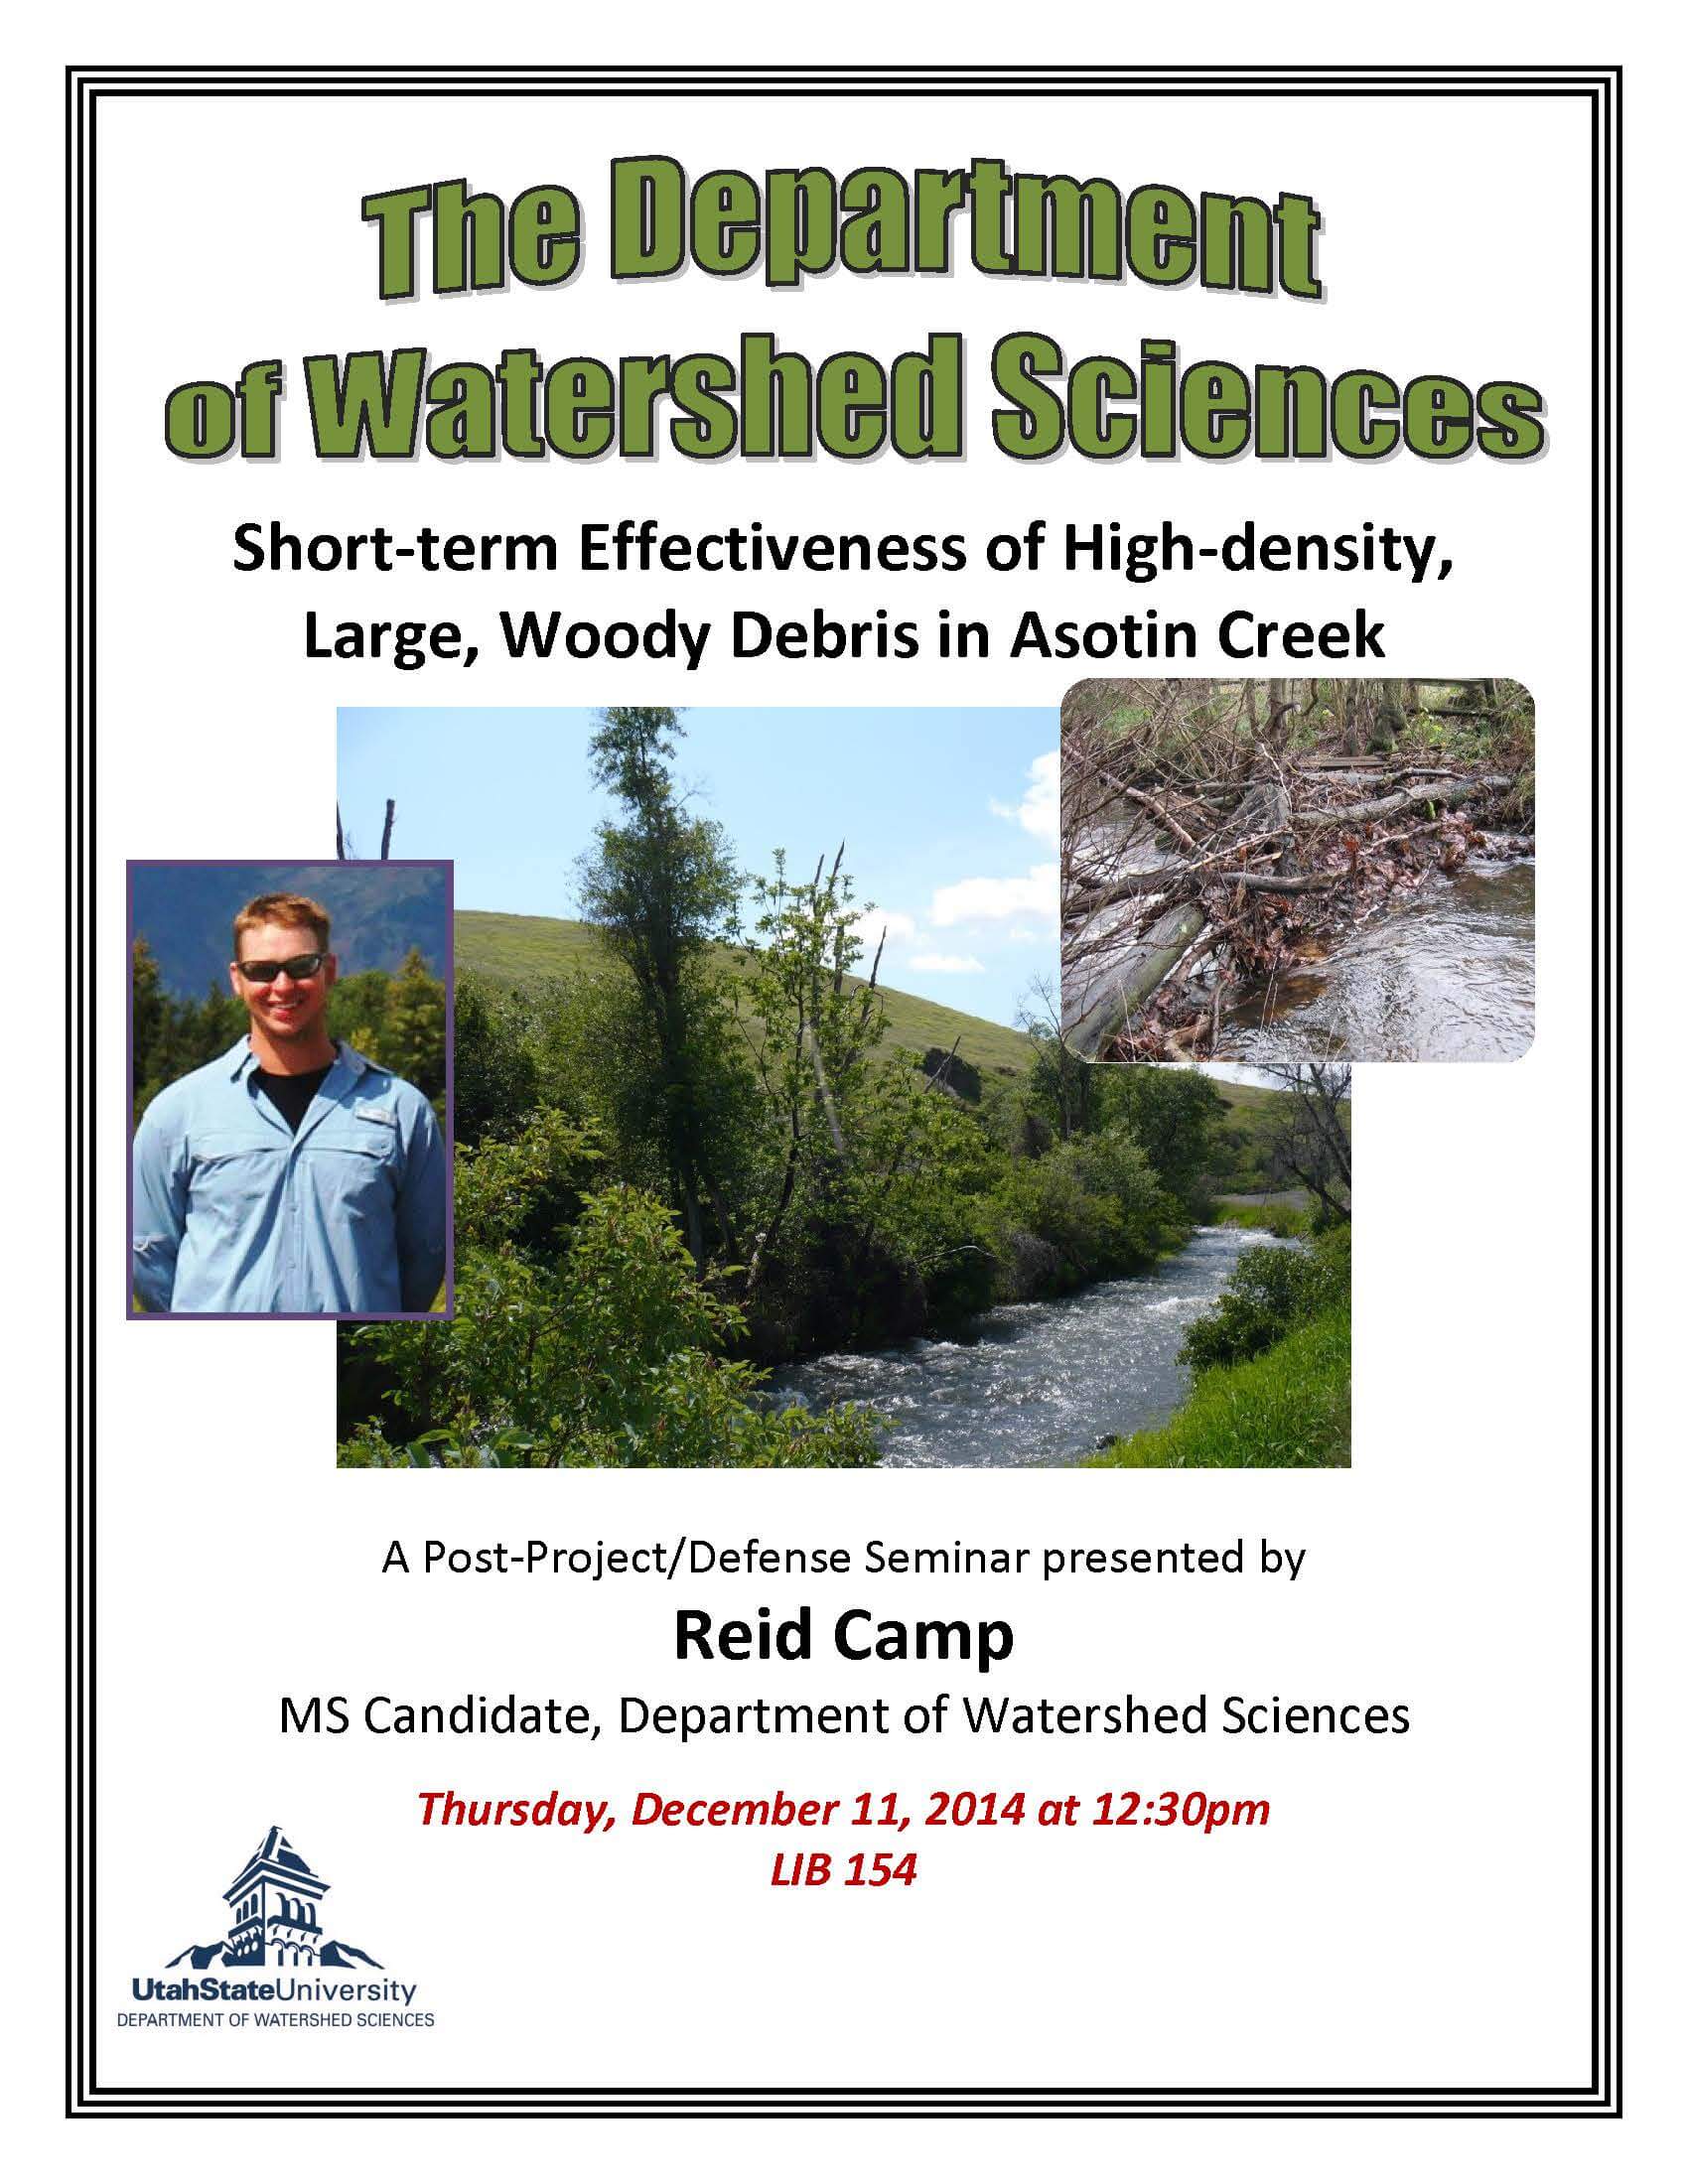 The Department
of Watershed Sciences
Short-term Effectiveness of High-density,
Large, Woody Debris in Asotin Creek
A Post-Project/Defense Seminar presented by
Reid Camp
MS Candidate, Department of Watershed Sciences
Thursday, December 11, 2014 at 12:30pm
LIB 154
UtahStateUniversity
DEPARTMENT OF WATERSHED SCIENCES